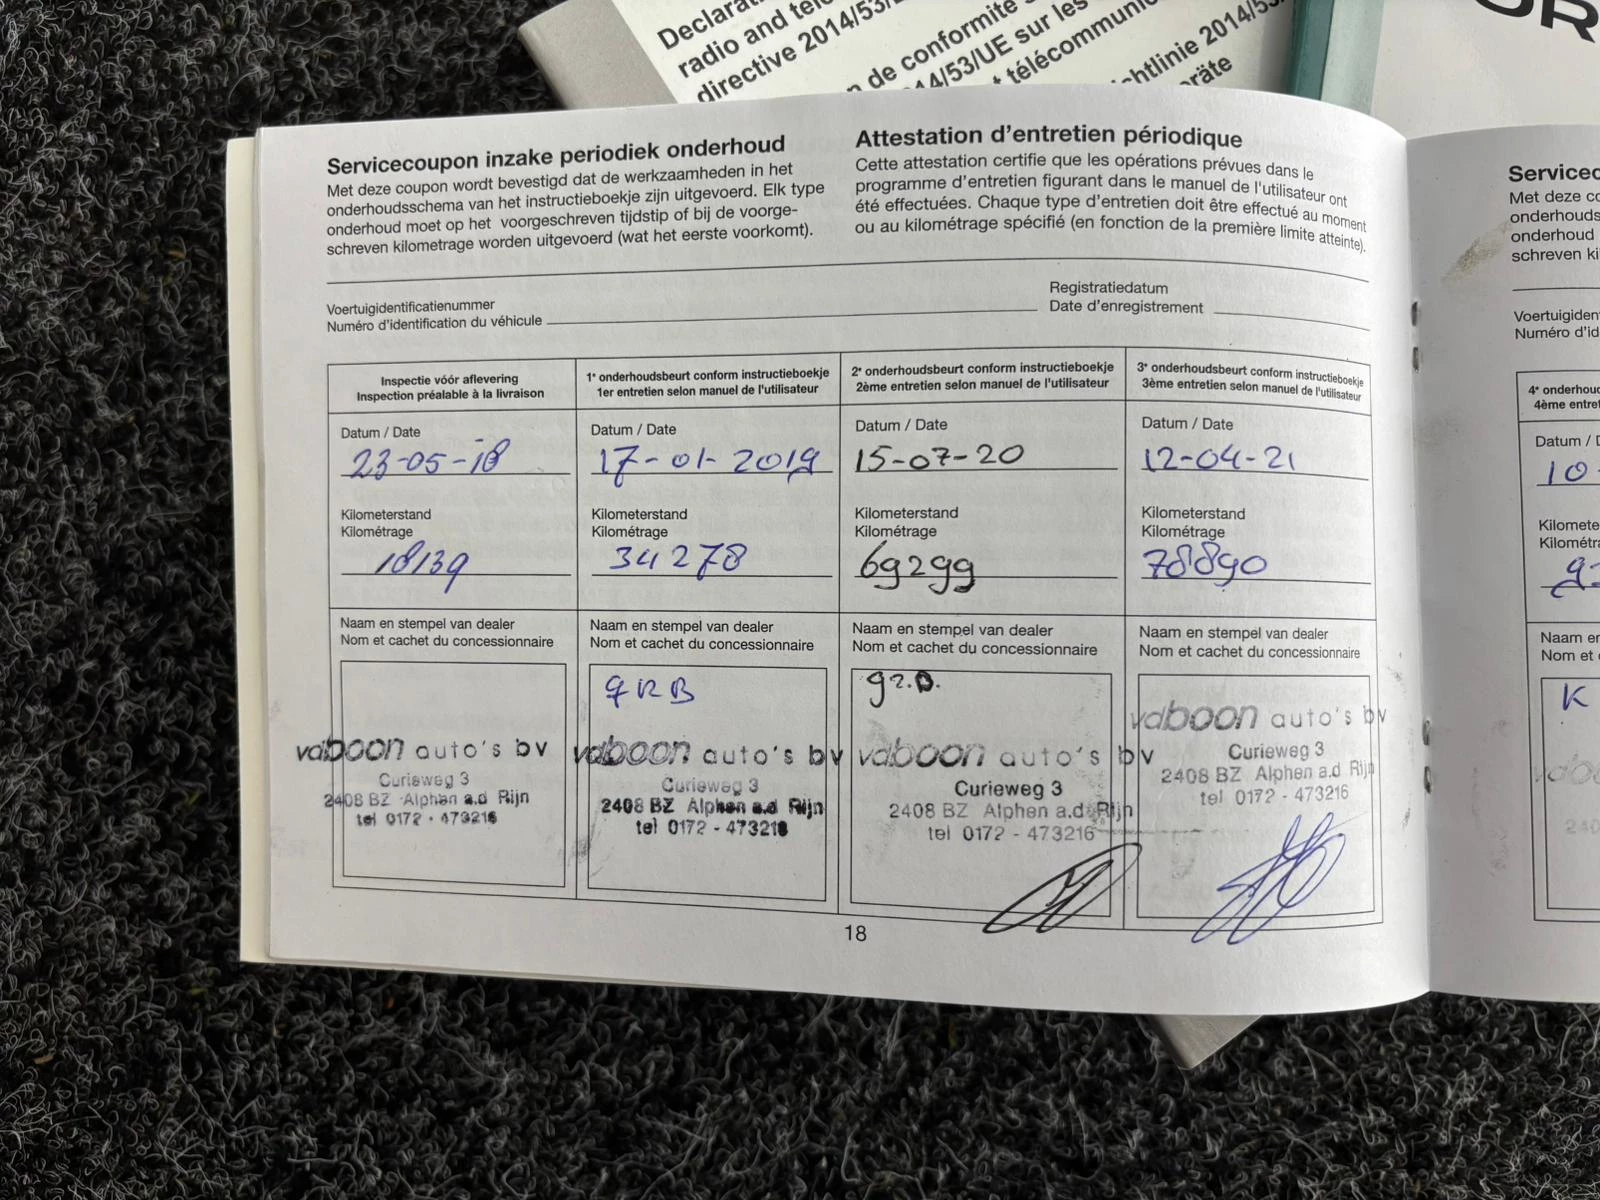 Declarat
radio and tel
directive 2014/53/
n de conformité
14/53/UE sur les
t télécommuni
chtlinie 2014/53
eräte
OR
Servicecoupon inzake periodiek onderhoud
Met deze coupon wordt bevestigd dat de werkzaamheden in het
onderhoudsschema van het instructieboekje zijn uitgevoerd. Elk type
onderhoud moet op het voorgeschreven tijdstip of bij de voorge-
schreven kilometrage worden uitgevoerd (wat het eerste voorkomt).
Attestation d'entretien périodique
Cette attestation certifie que les opérations prévues dans le
programme d'entretien figurant dans le manuel de l'utilisateur ont
été effectuées. Chaque type d'entretien doit être effectué au moment
ou au kilométrage spécifié (en fonction de la première limite atteinte).
Voertuigidentificatienummer
Numéro d'identification du véhicule
Registratiedatum
Date d'enregistrement
Inspectie vóór aflevering
Inspection préalable à la livraison
Datum / Date
23-05-18
Kilometerstand
Kilométrage
18139
Naam en stempel van dealer
Nom et cachet du concessionnaire
vaboon auto's bv
Curieweg 3
2408 BZ Alphen a.d Rijn
tel 0172 - 473216
1e onderhoudsbeurt conform instructieboekje
1er entretien selon manuel de l'utilisateur
Datum / Date
17-01-2019
Kilometerstand
Kilométrage
34278
Naam en stempel van dealer
Nom et cachet du concessionnaire
vaboon auto's bv
Curieweg 3
2408 BZ Alphen a.d Rijn
tel 0172 - 473216
2e onderhoudsbeurt conform instructieboekje
2ème entretien selon manuel de l'utilisateur
Datum / Date
15-07-20
Kilometerstand
Kilométrage
69299
Naam en stempel van dealer
Nom et cachet du concessionnaire
vaboon auto's bv
Curieweg 3
2408 BZ Alphen a.d Rijn
tel 0172 - 473216
3e onderhoudsbeurt conform instructieboekje
3ème entretien selon manuel de l'utilisateur
Datum / Date
12-04-21
Kilometerstand
Kilométrage
78890
Naam en stempel van dealer
Nom et cachet du concessionnaire
vaboon auto's bv
Curieweg 3
2408 BZ Alphen a.d Rijn
tel 0172 - 473216
18
Servicec
Met deze co
onderhouds
onderhoud
schreven ki
Voertuigiden
Numéro d'id
4e onderhou
4ème entret
Datum / D
10-
Kilomete
Kilométr
Naam er
Nom et c
K